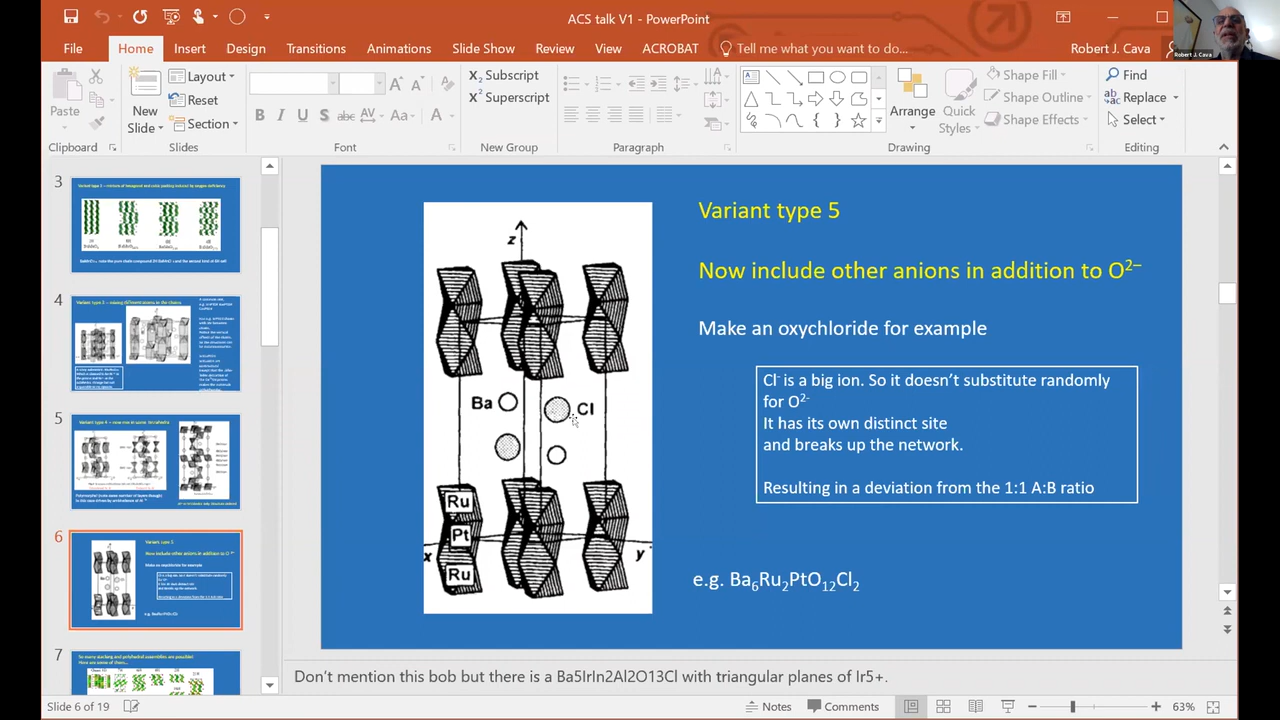 ACS talk V1 - PowerPoint
File Home Insert Design Transitions Animations Slide Show Review View ACROBAT Tell me what you want to do... Robert J. Cava
Robert J. Cava
Paste
New Slide
Layout
Reset
Section
Subscript
Superscript
Arrange
Quick Styles
Shape Fill
Shape Outline
Shape Effects
Find
Replace
Select
Clipboard Slides Font New Group Paragraph Drawing Editing
3
4
5
6
7
Variant type 5
Now include other anions in addition to O²⁻
Make an oxychloride for example
Cl⁻ is a big ion. So it doesn't substitute randomly
for O²⁻
It has its own distinct site
and breaks up the network.
Resulting in a deviation from the 1:1 A:B ratio
e.g. Ba₆Ru₂PtO₁₂Cl₂
z
Ba
Cl
Ru
Pt
Ru
x
y
Don't mention this bob but there is a Ba5IrIn2Al2O13Cl with triangular planes of Ir5+.
Slide 6 of 19
Notes
Comments
63%